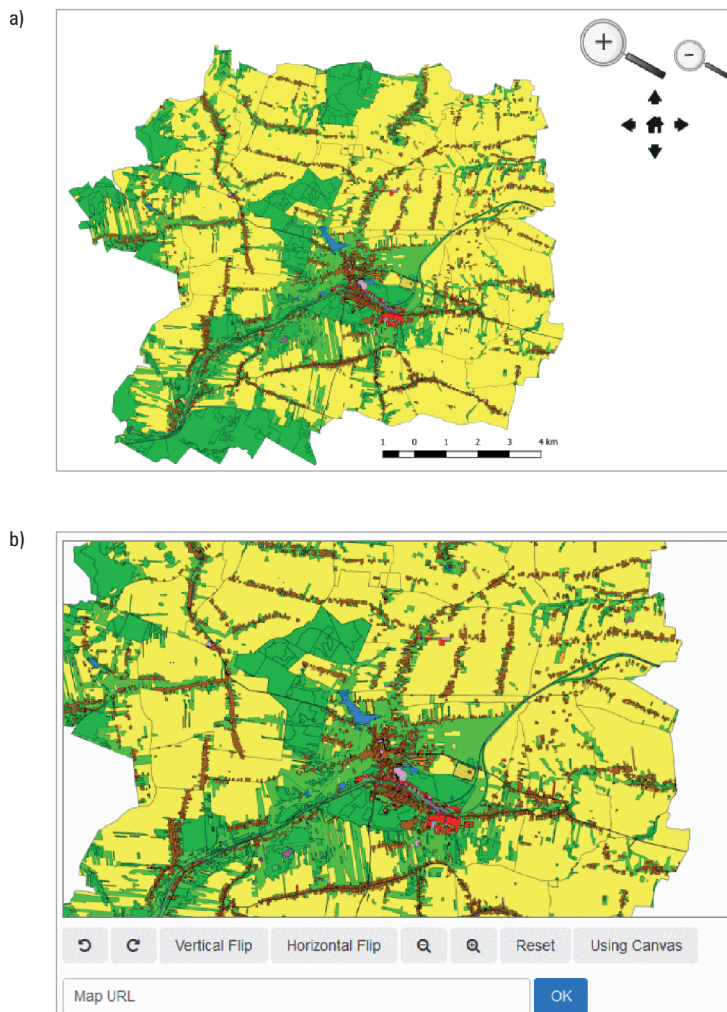 a)
1 0 1 2 3 4 km
b)
Vertical Flip Horizontal Flip Reset Using Canvas
Map URL OK